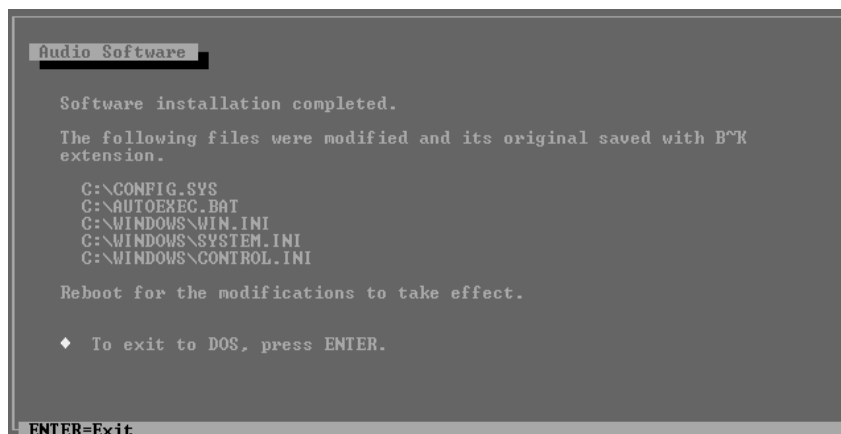 Audio Software
Software installation completed.
The following files were modified and its original saved with B~K
extension.
C:\CONFIG.SYS
C:\AUTOEXEC.BAT
C:\WINDOWS\WIN.INI
C:\WINDOWS\SYSTEM.INI
C:\WINDOWS\CONTROL.INI
Reboot for the modifications to take effect.
♦ To exit to DOS, press ENTER.
ENTER=Exit